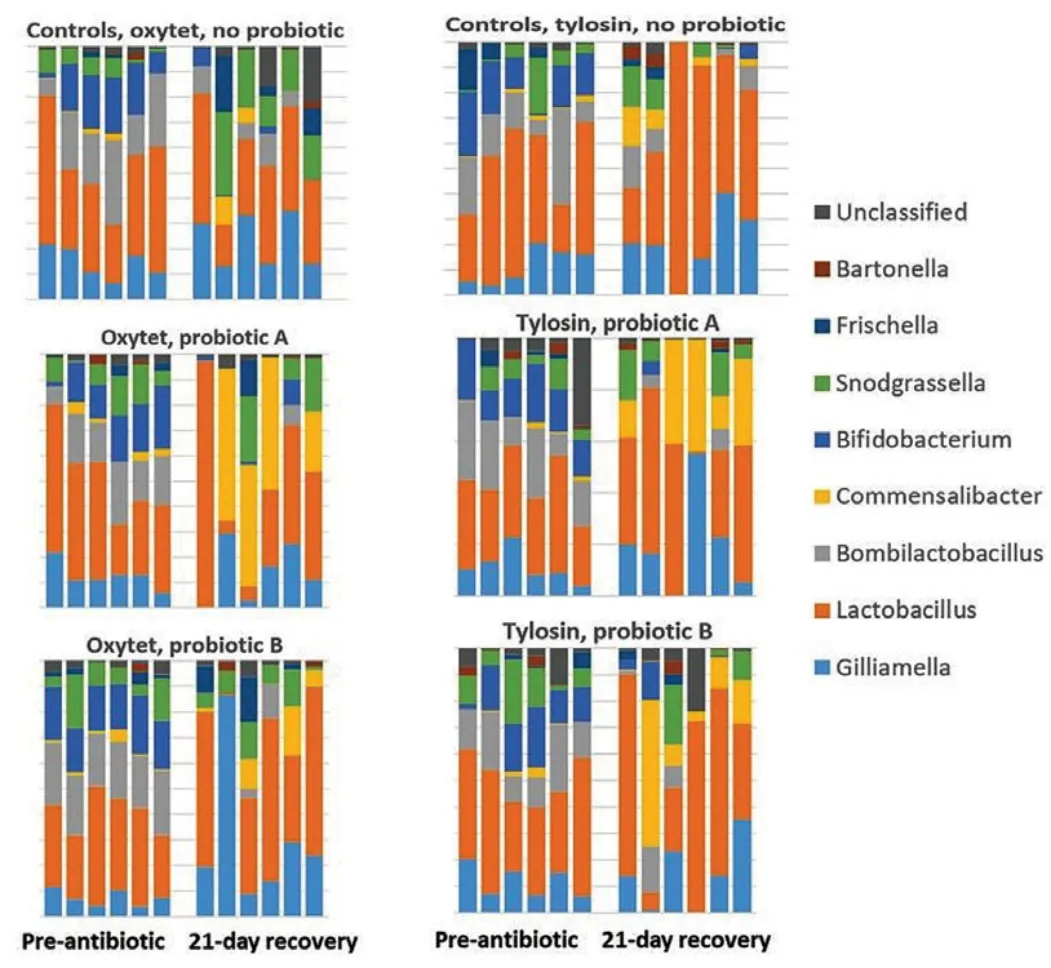 Controls, oxytet, no probiotic
Controls, tylosin, no probiotic
Oxytet, probiotic A
Tylosin, probiotic A
Oxytet, probiotic B
Tylosin, probiotic B
Pre-antibiotic 21-day recovery
Pre-antibiotic 21-day recovery
Unclassified
Bartonella
Frischella
Snodgrassella
Bifidobacterium
Commensalibacter
Bombilactobacillus
Lactobacillus
Gilliamella